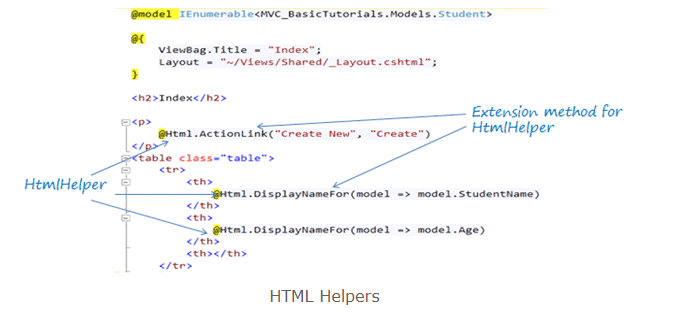 @model IEnumerable<MVC_BasicTutorials.Models.Student>
@{
ViewBag.Title = "Index";
Layout = "~/Views/Shared/_Layout.cshtml";
}
<h2>Index</h2>
<p>
@Html.ActionLink("Create New", "Create")
</p>
<table class="table">
<tr>
<th>
@Html.DisplayNameFor(model => model.StudentName)
</th>
<th>
@Html.DisplayNameFor(model => model.Age)
</th>
<th></th>
</tr>
Extension method for
HtmlHelper
HtmlHelper
HTML Helpers